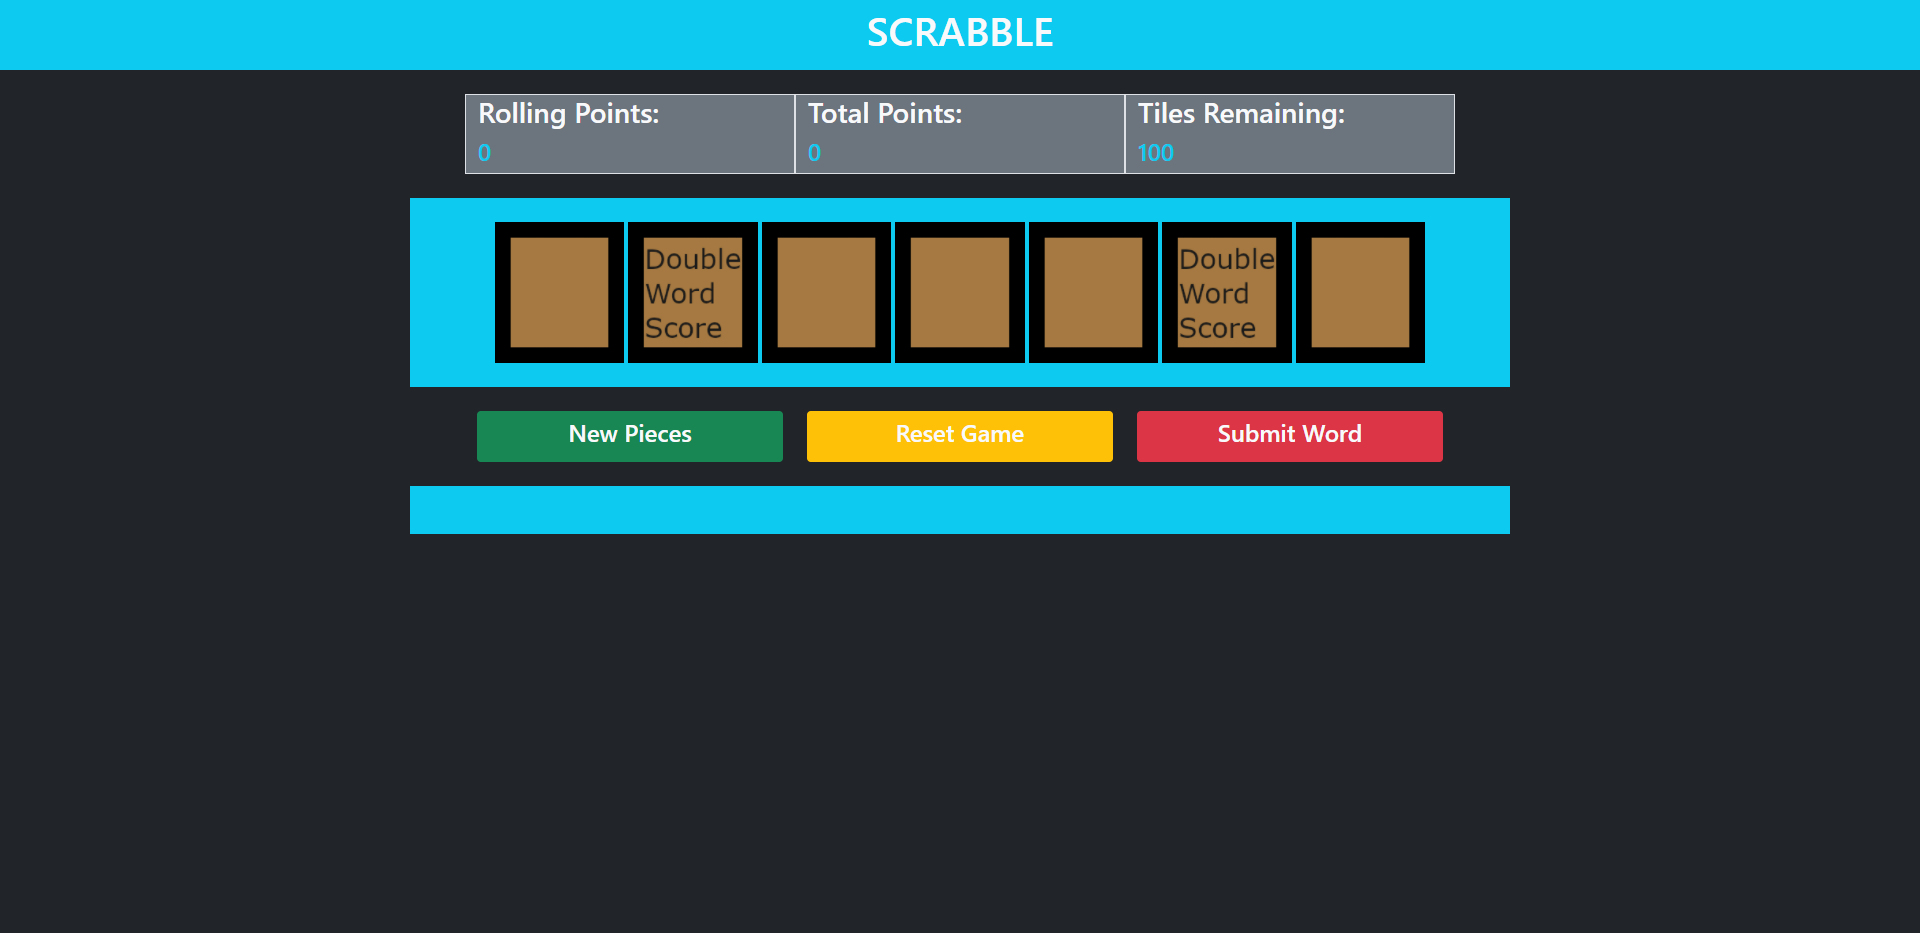 SCRABBLE
Rolling Points:
0
Total Points:
0
Tiles Remaining:
100
Double
Word
Score
Double
Word
Score
New Pieces
Reset Game
Submit Word